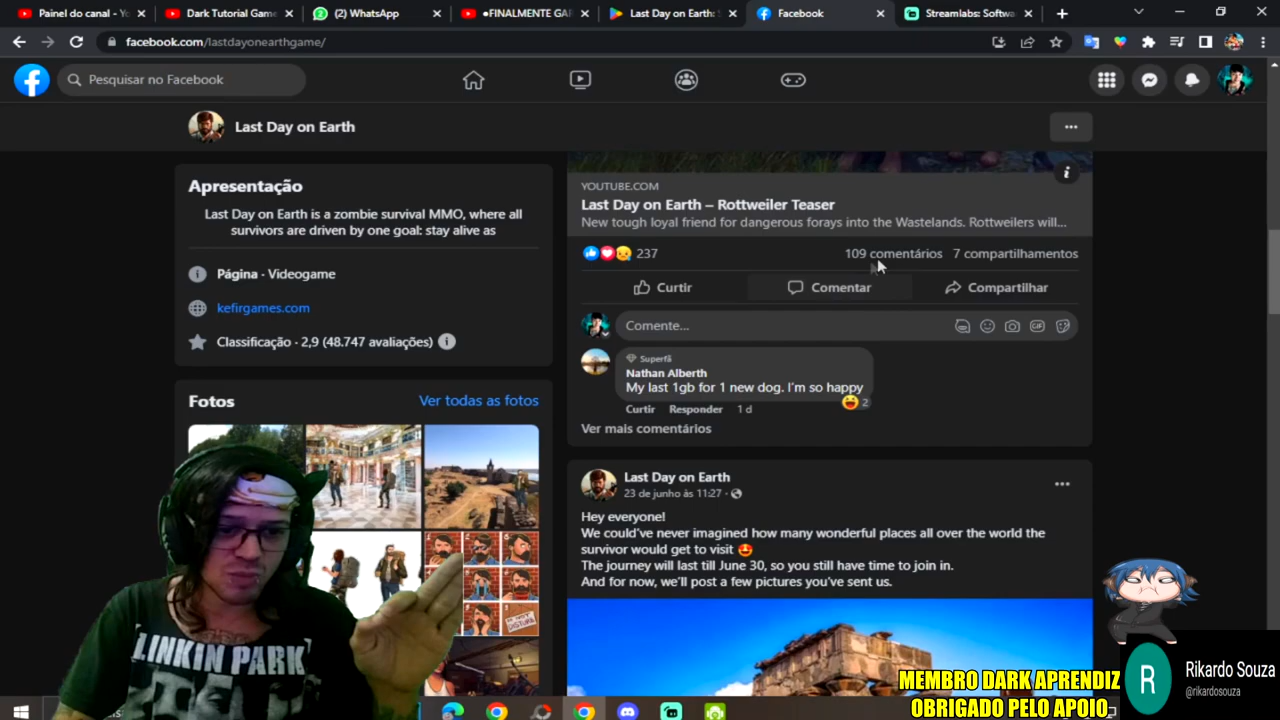 Painel do canal - Yo
Dark Tutorial Game
(2) WhatsApp
●FINALMENTE GAR
Last Day on Earth: S
Facebook
Streamlabs: Softwa
facebook.com/lastdayonearthgame/
Pesquisar no Facebook
Last Day on Earth
Apresentação
Last Day on Earth is a zombie survival MMO, where all
survivors are driven by one goal: stay alive as
Página · Videogame
kefirgames.com
Classificação · 2,9 (48.747 avaliações)
Fotos
Ver todas as fotos
YOUTUBE.COM
Last Day on Earth – Rottweiler Teaser
New tough loyal friend for dangerous forays into the Wastelands. Rottweilers will...
237
109 comentários
7 compartilhamentos
Curtir
Comentar
Compartilhar
Comente...
GIF
Superfã
Nathan Alberth
My last 1gb for 1 new dog. I'm so happy
2
Curtir Responder 1 d
Ver mais comentários
Last Day on Earth
23 de junho às 11:27 ·
Hey everyone!
We could've never imagined how many wonderful places all over the world the
survivor would get to visit
The journey will last till June 30, so you still have time to join in.
And for now, we'll post a few pictures you've sent us.
LINKIN PARK
MEMBRO DARK APRENDIZ
OBRIGADO PELO APOIO
R
Rikardo Souza
@rikardosouza